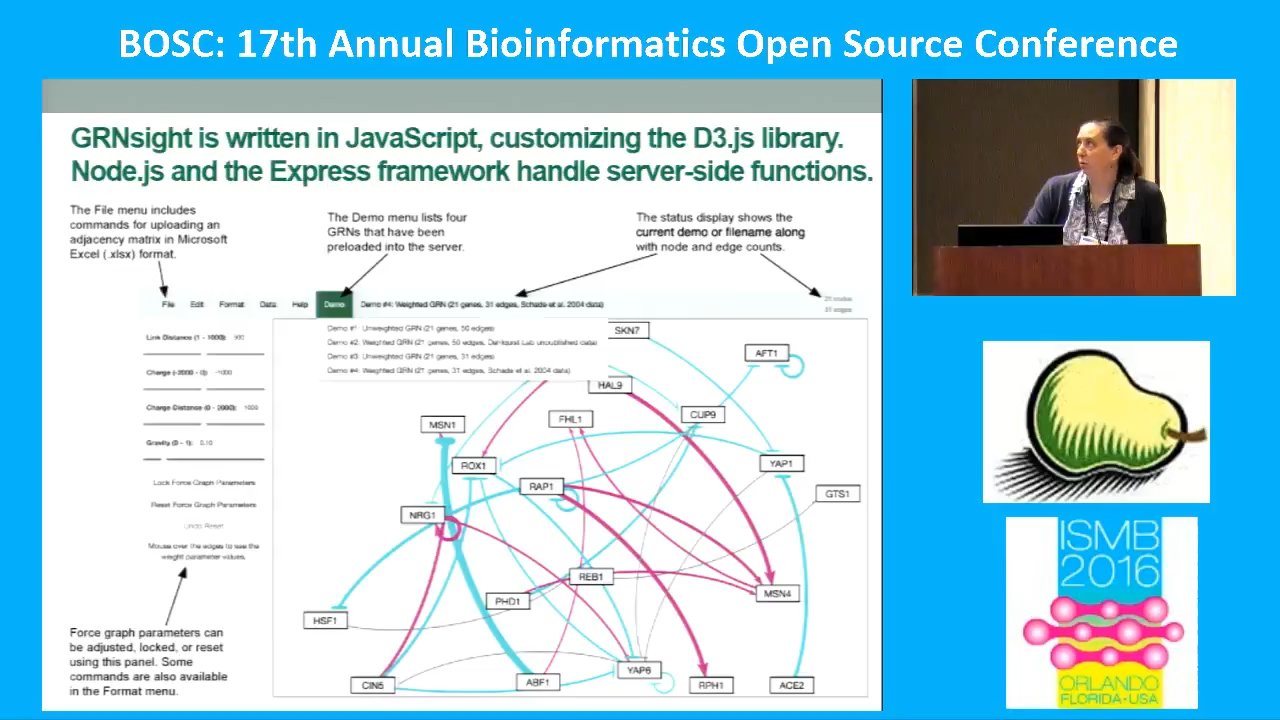 BOSC: 17th Annual Bioinformatics Open Source Conference
GRNsight is written in JavaScript, customizing the D3.js library.
Node.js and the Express framework handle server-side functions.
The File menu includes
commands for uploading an
adjacency matrix in Microsoft
Excel (.xlsx) format.
The Demo menu lists four
GRNs that have been
preloaded into the server.
The status display shows the
current demo or filename along
with node and edge counts.
File Edit Format Data Help Demo Demo #4: Weighted GRN (21 genes, 31 edges, Schade et al. 2004 data)
21 nodes
31 edges
Demo #1: Unweighted GRN (21 genes, 50 edges)
Demo #2: Weighted GRN (21 genes, 50 edges, Dahlquist Lab unpublished data)
Demo #3: Unweighted GRN (21 genes, 31 edges)
Demo #4: Weighted GRN (21 genes, 31 edges, Schade et al. 2004 data)
Link Distance (1 - 1000): 500
Charge (-2000 - 0): -1000
Charge Distance (0 - 2000): 1000
Gravity (0 - 1): 0.10
Lock Force Graph Parameters
Reset Force Graph Parameters
Undo Reset
Mouse over the edges to see the
weight parameter values.
Force graph parameters can
be adjusted, locked, or reset
using this panel. Some
commands are also available
in the Format menu.
SKN7
AFT1
HAL9
CUP9
FHL1
MSN1
ROX1
YAP1
RAP1
GTS1
NRG1
REB1
MSN4
PHD1
HSF1
YAP6
CIN5
ABF1
RPH1
ACE2
ISMB
2016
ORLANDO
FLORIDA•USA